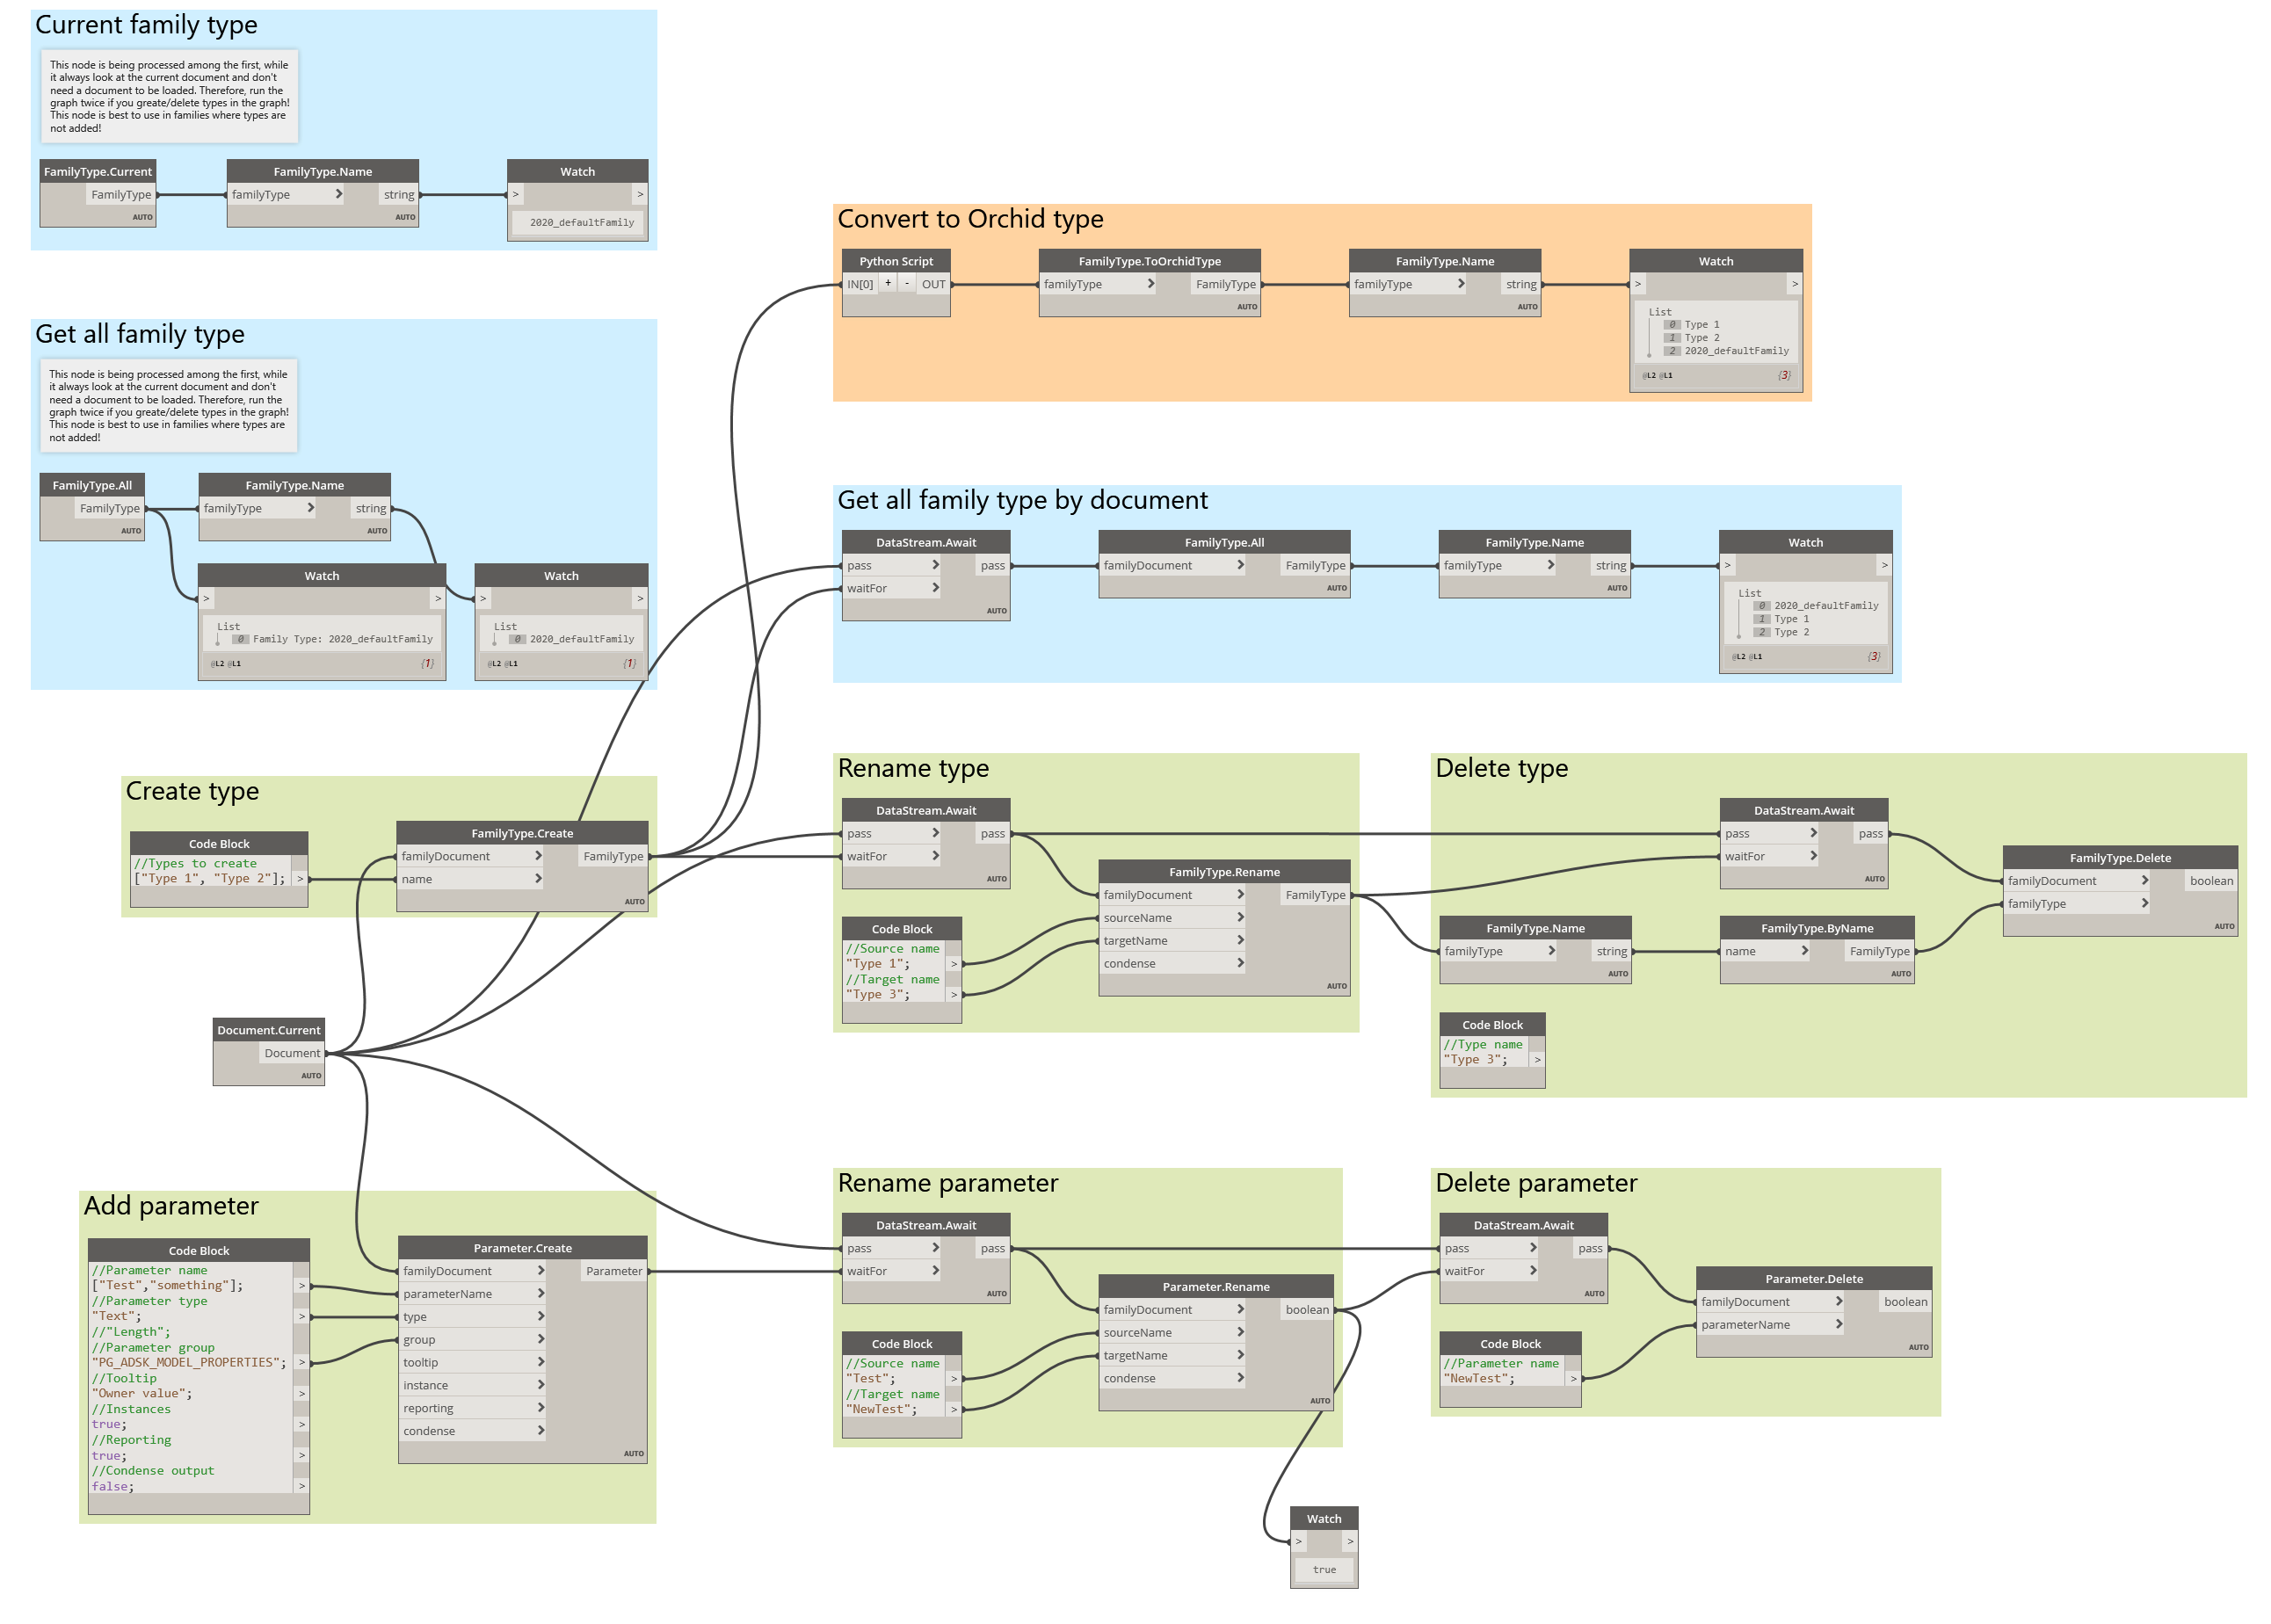 Current family type
This node is being processed among the first, while
it always look at the current document and don't
need a document to be loaded. Therefore, run the
graph twice if you greate/delete types in the graph!
This node is best to use in families where types are
not added!
FamilyType.Current
FamilyType
AUTO
FamilyType.Name
familyType > string
AUTO
Watch
> >
2020_defaultFamily
Get all family type
This node is being processed among the first, while
it always look at the current document and don't
need a document to be loaded. Therefore, run the
graph twice if you greate/delete types in the graph!
This node is best to use in families where types are
not added!
FamilyType.All
FamilyType
AUTO
FamilyType.Name
familyType > string
AUTO
Watch
> >
List
0 Family Type: 2020_defaultFamily
@L2 @L1 {1}
Watch
> >
List
0 2020_defaultFamily
@L2 @L1 {1}
Convert to Orchid type
Python Script
IN[0] + - OUT
FamilyType.ToOrchidType
familyType > FamilyType
AUTO
FamilyType.Name
familyType > string
AUTO
Watch
> >
List
0 Type 1
1 Type 2
2 2020_defaultFamily
@L2 @L1 {3}
Get all family type by document
DataStream.Await
pass > pass
waitFor >
AUTO
FamilyType.All
familyDocument > FamilyType
AUTO
FamilyType.Name
familyType > string
AUTO
Watch
> >
List
0 2020_defaultFamily
1 Type 1
2 Type 2
@L2 @L1 {3}
Create type
Code Block
//Types to create
["Type 1", "Type 2"]; >
FamilyType.Create
familyDocument > FamilyType
name >
AUTO
Rename type
DataStream.Await
pass > pass
waitFor >
AUTO
Code Block
//Source name
"Type 1"; >
//Target name
"Type 3"; >
FamilyType.Rename
familyDocument > FamilyType
sourceName >
targetName >
condense >
AUTO
Delete type
DataStream.Await
pass > pass
waitFor >
AUTO
FamilyType.Name
familyType > string
AUTO
FamilyType.ByName
name > FamilyType
AUTO
FamilyType.Delete
familyDocument > boolean
familyType >
AUTO
Code Block
//Type name
"Type 3"; >
Document.Current
Document
AUTO
Add parameter
Code Block
//Parameter name
["Test","something"]; >
//Parameter type
"Text"; >
//"Length";
//Parameter group
"PG_ADSK_MODEL_PROPERTIES"; >
//Tooltip
"Owner value"; >
//Instances
true; >
//Reporting
true; >
//Condense output
false; >
Parameter.Create
familyDocument > Parameter
parameterName >
type >
group >
tooltip >
instance >
reporting >
condense >
AUTO
Rename parameter
DataStream.Await
pass > pass
waitFor >
AUTO
Code Block
//Source name
"Test"; >
//Target name
"NewTest"; >
Parameter.Rename
familyDocument > boolean
sourceName >
targetName >
condense >
AUTO
Watch
> >
true
Delete parameter
DataStream.Await
pass > pass
waitFor >
AUTO
Code Block
//Parameter name
"NewTest"; >
Parameter.Delete
familyDocument > boolean
parameterName >
AUTO